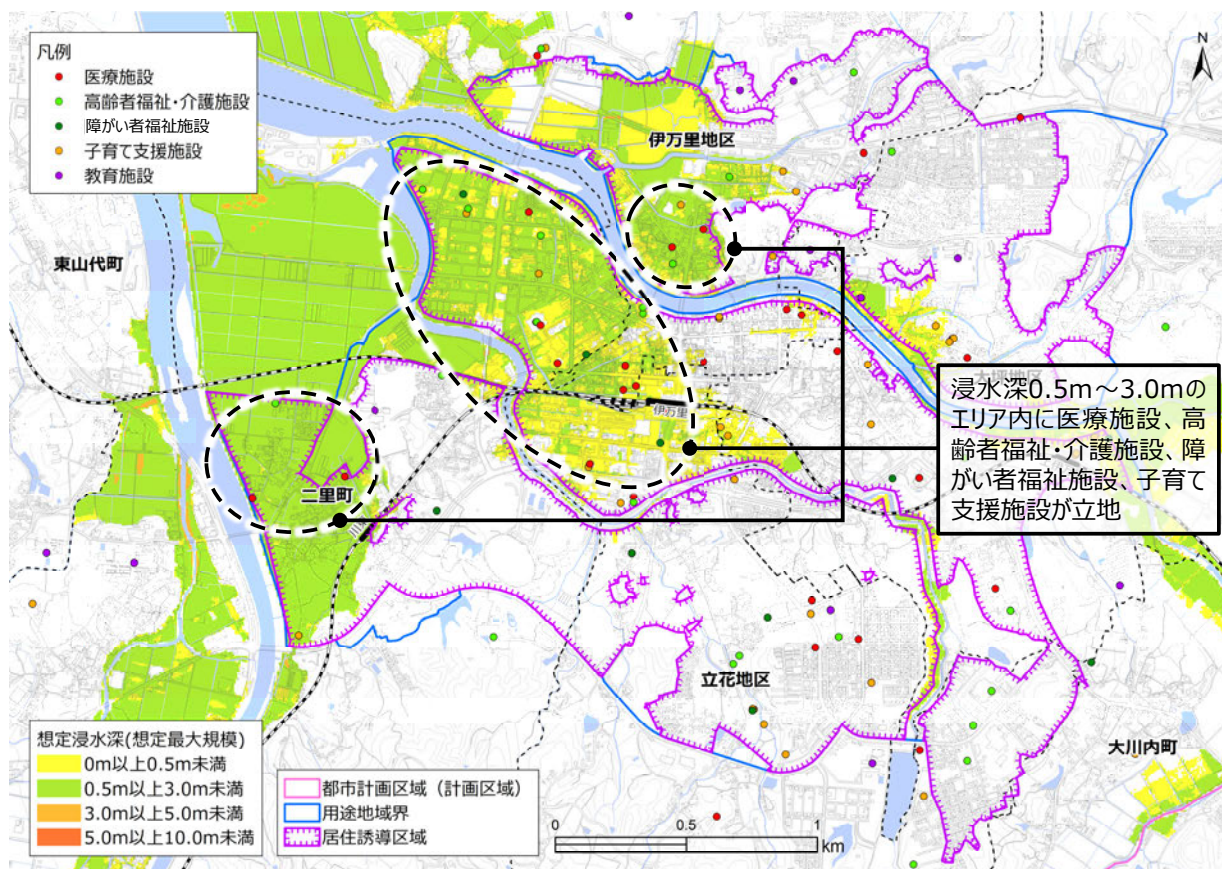 凡例
医療施設
高齢者福祉・介護施設
障がい者福祉施設
子育て支援施設
教育施設
N
伊万里地区
東山代町
大坪地区
伊万里
浸水深0.5m～3.0mの
エリア内に医療施設、高
齢者福祉・介護施設、障
がい者福祉施設、子育て
支援施設が立地
二里町
立花地区
大川内町
想定浸水深(想定最大規模)
0m以上0.5m未満
0.5m以上3.0m未満
3.0m以上5.0m未満
5.0m以上10.0m未満
都市計画区域（計画区域）
用途地域界
居住誘導区域
0 0.5 1
km